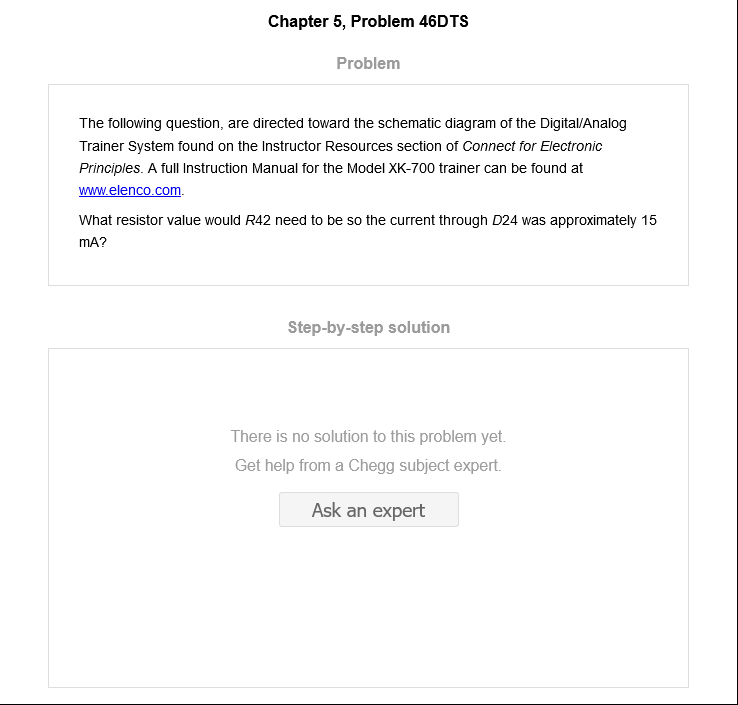 Chapter 5, Problem 46DTS
Problem
The following question, are directed toward the schematic diagram of the Digital/Analog
Trainer System found on the Instructor Resources section of Connect for Electronic
Principles. A full Instruction Manual for the Model XK-700 trainer can be found at
www.elenco.com.
What resistor value would R42 need to be so the current through D24 was approximately 15
mA?
Step-by-step solution
There is no solution to this problem yet.
Get help from a Chegg subject expert.
Ask an expert